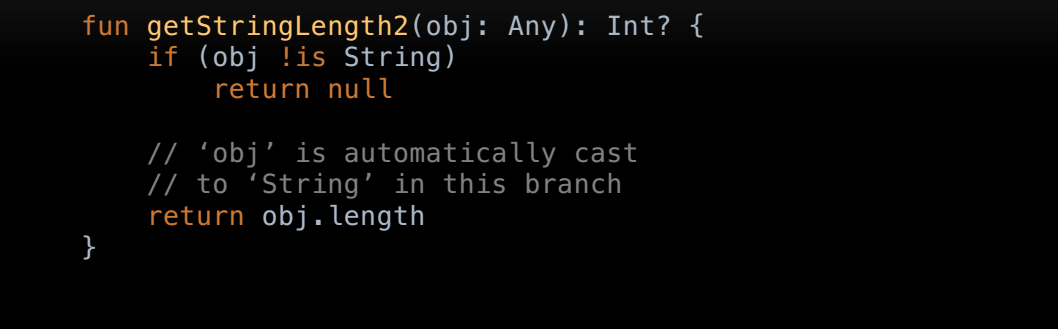 fun getStringLength2(obj: Any): Int? {
    if (obj !is String)
        return null

    // ‘obj’ is automatically cast
    // to ‘String’ in this branch
    return obj.length
}